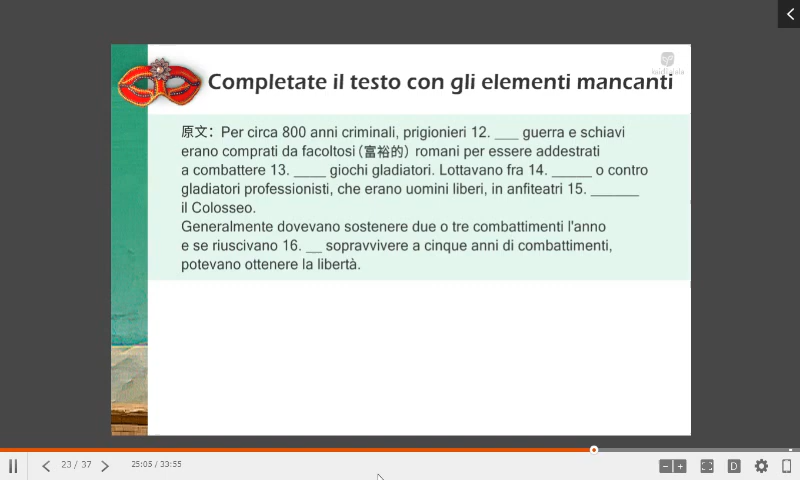 Completate il testo con gli elementi mancanti
原文：Per circa 800 anni criminali, prigionieri 12. ___ guerra e schiavi
erano comprati da facoltosi（富裕的）romani per essere addestrati
a combattere 13. ____ giochi gladiatori. Lottavano fra 14. _____ o contro
gladiatori professionisti, che erano uomini liberi, in anfiteatri 15. ______
il Colosseo.
Generalmente dovevano sostenere due o tre combattimenti l'anno
e se riuscivano 16. __ sopravvivere a cinque anni di combattimenti,
potevano ottenere la libertà.
23 / 37
25:05 / 33:55
D